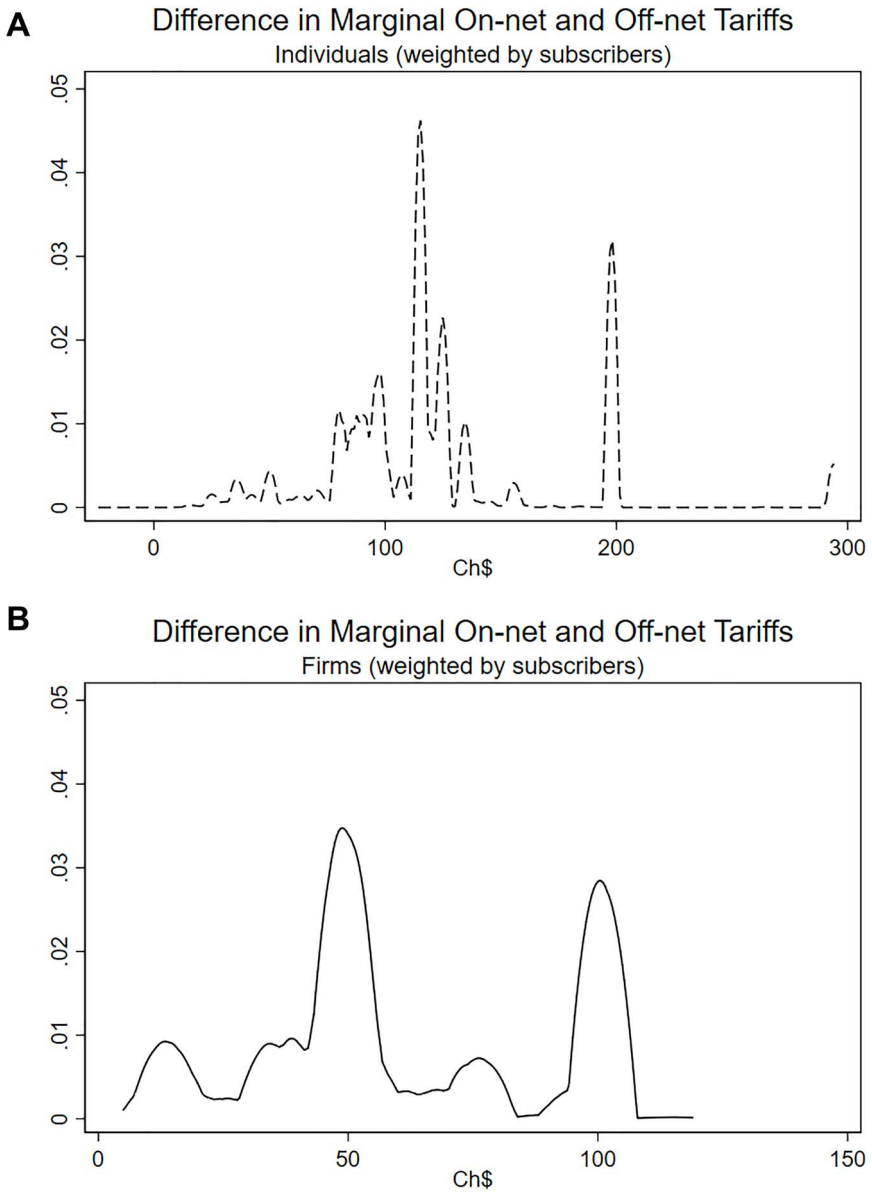 A
Difference in Marginal On-net and Off-net Tariffs
Individuals (weighted by subscribers)
.05
.04
.03
.02
.01
0
0 100 200 300
Ch$
B
Difference in Marginal On-net and Off-net Tariffs
Firms (weighted by subscribers)
.05
.04
.03
.02
.01
0
0 50 100 150
Ch$